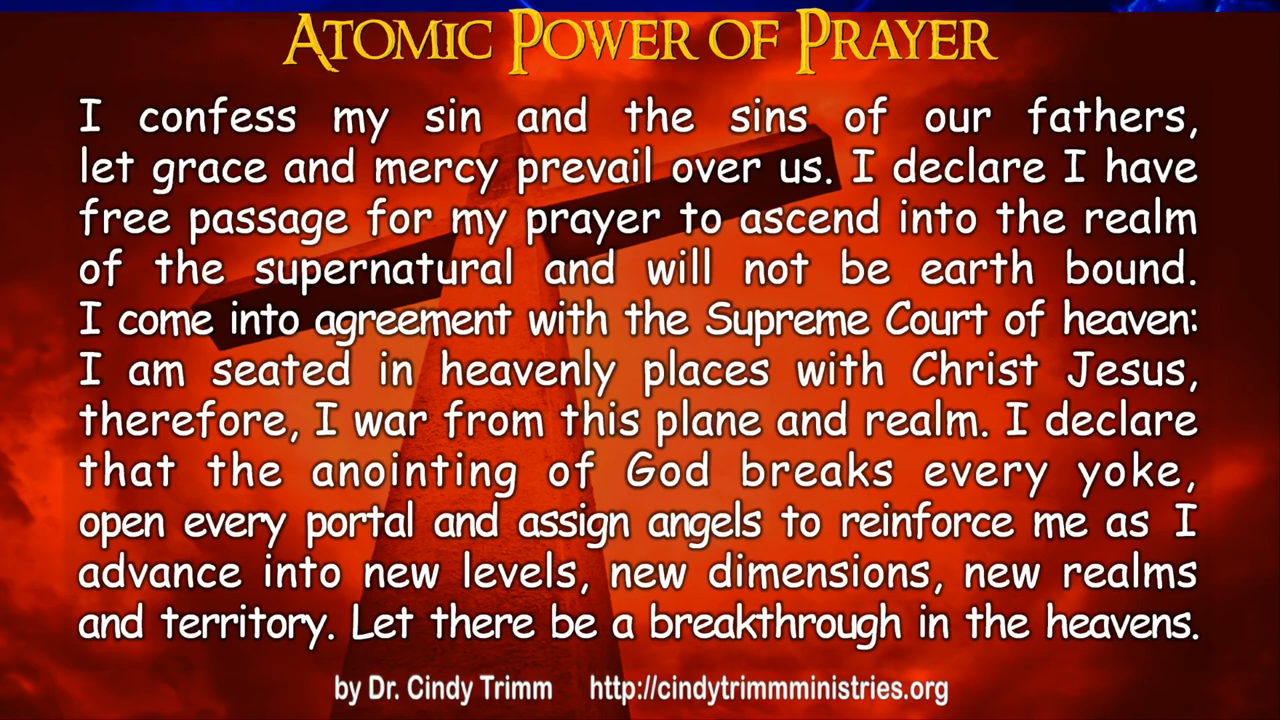 ATOMIC POWER OF PRAYER
I confess my sin and the sins of our fathers,
let grace and mercy prevail over us. I declare I have
free passage for my prayer to ascend into the realm
of the supernatural and will not be earth bound.
I come into agreement with the Supreme Court of heaven:
I am seated in heavenly places with Christ Jesus,
therefore, I war from this plane and realm. I declare
that the anointing of God breaks every yoke,
open every portal and assign angels to reinforce me as I
advance into new levels, new dimensions, new realms
and territory. Let there be a breakthrough in the heavens.
by Dr. Cindy Trimm http://cindytrimmministries.org